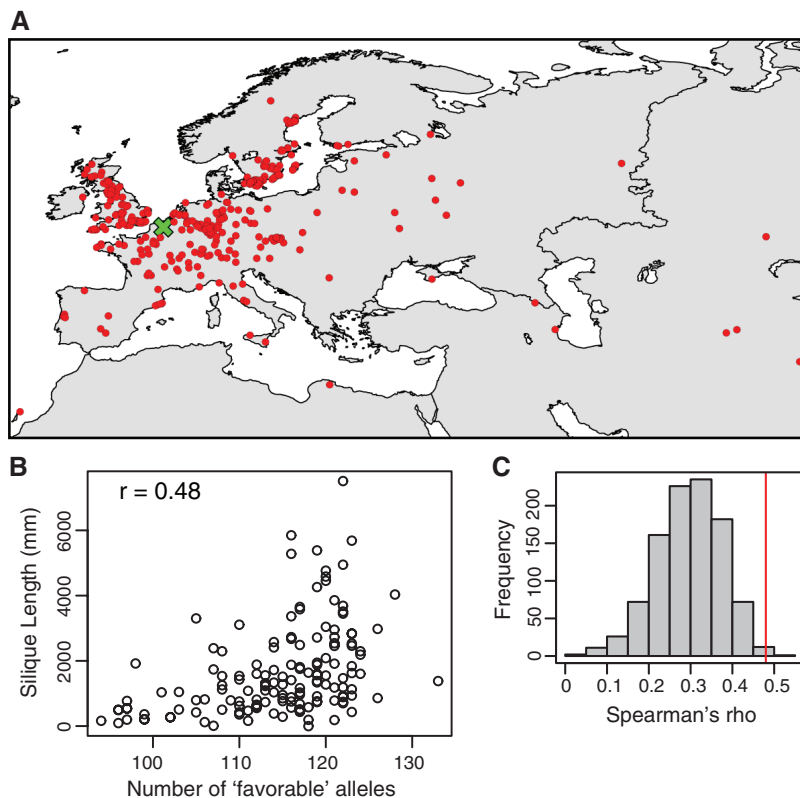 A
B
r = 0.48
Silique Length (mm)
0
2000
4000
6000
100
110
120
130
Number of ‘favorable’ alleles
C
Frequency
0
50
100
150
200
0
0.1
0.2
0.3
0.4
0.5
Spearman’s rho